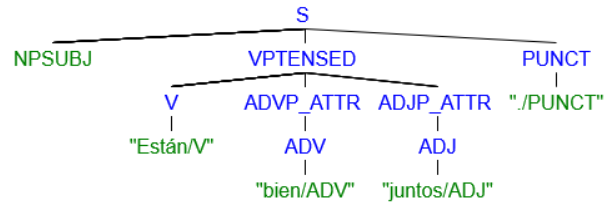 S
NPSUBJ VPTENSED PUNCT
V ADVP_ATTR ADJP_ATTR "./PUNCT"
"Están/V" ADV ADJ
"bien/ADV" "juntos/ADJ"